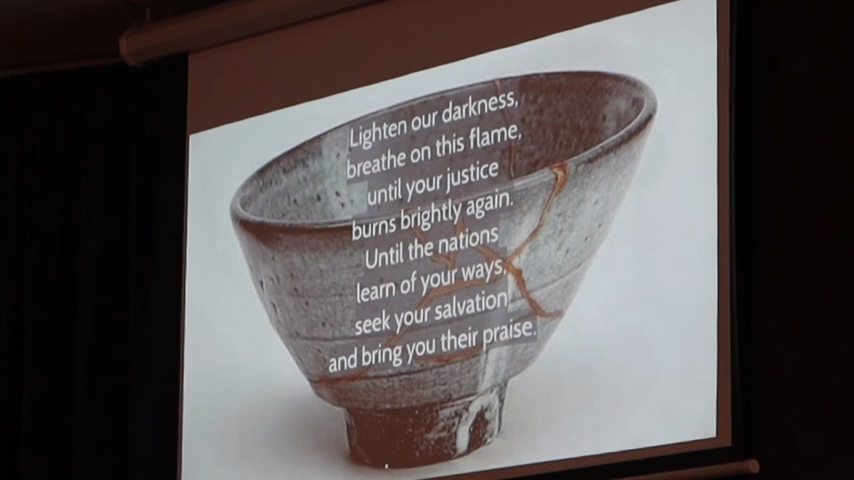 Lighten our darkness,
breathe on this flame,
until your justice
burns brightly again.
Until the nations
learn of your ways,
seek your salvation
and bring you their praise.